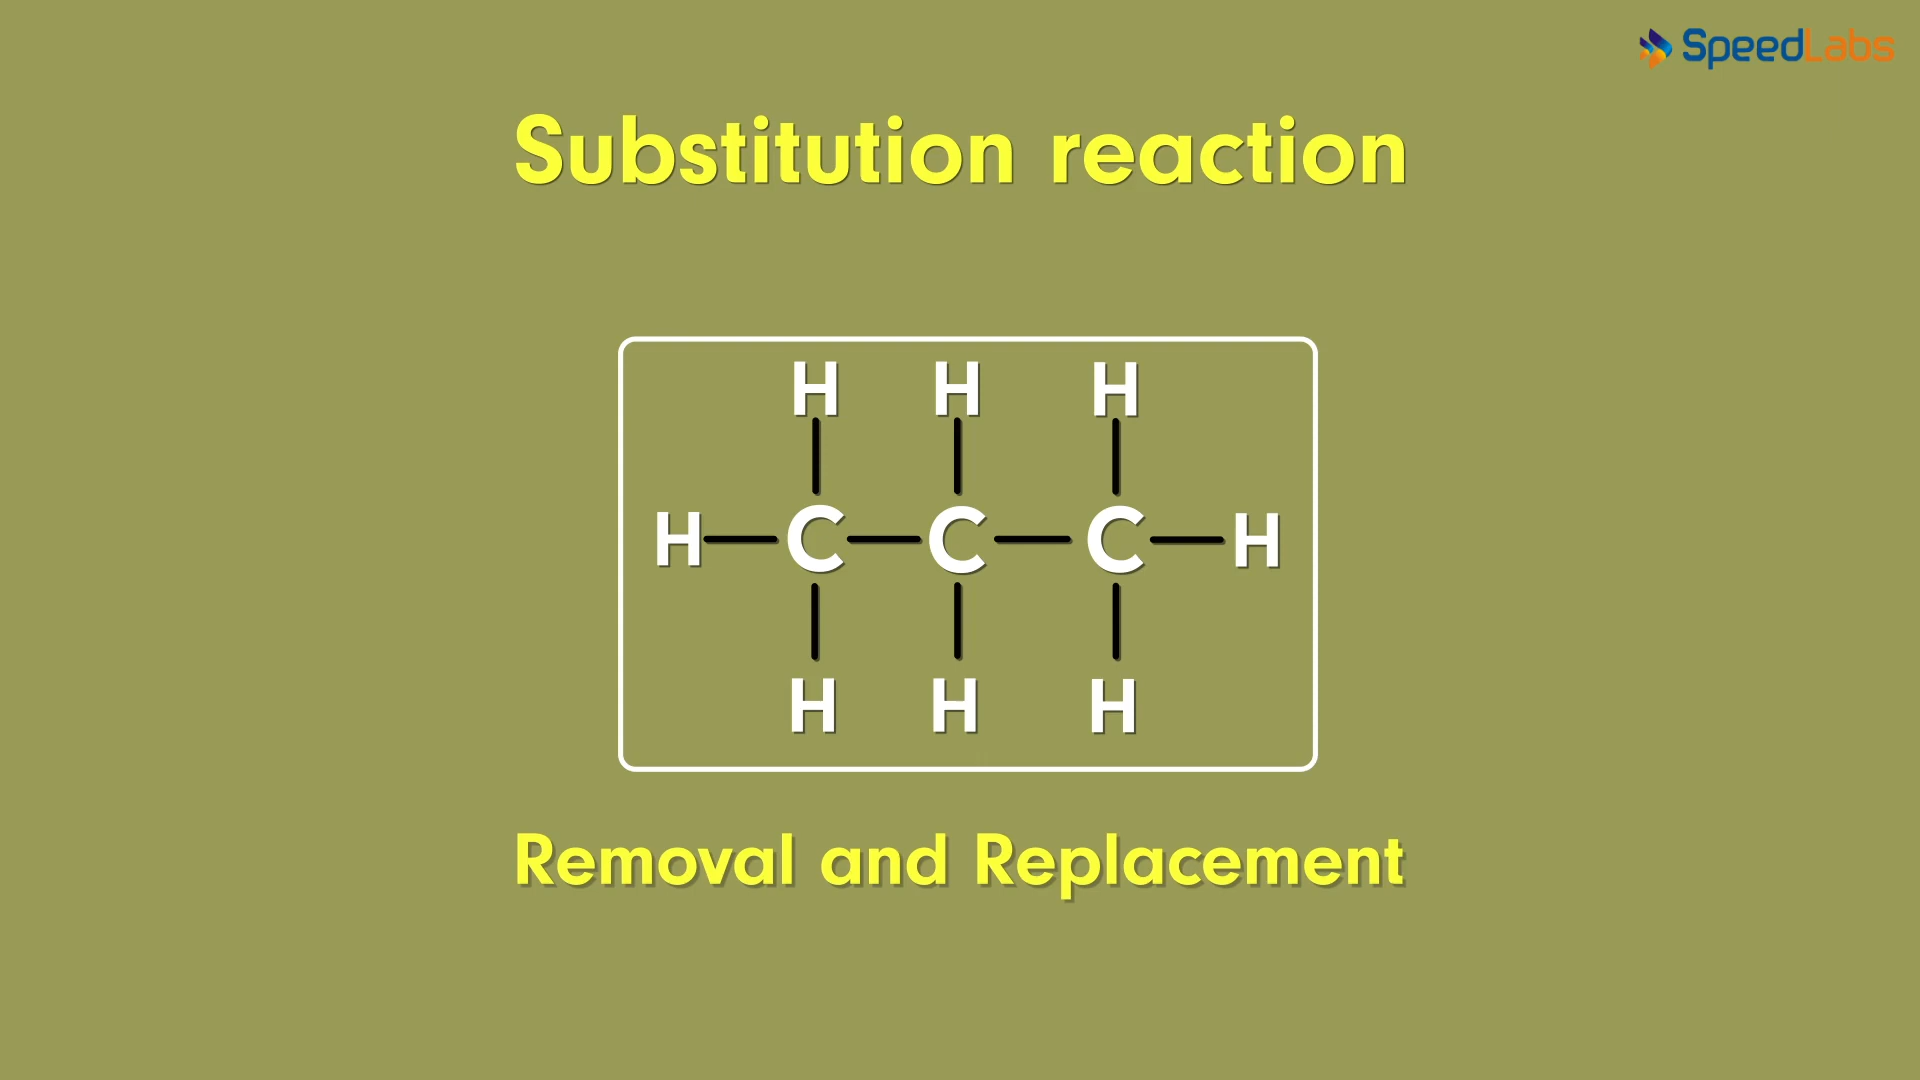 SpeedLabs
Substitution reaction
H H H
H C C C H
H H H
Removal and Replacement